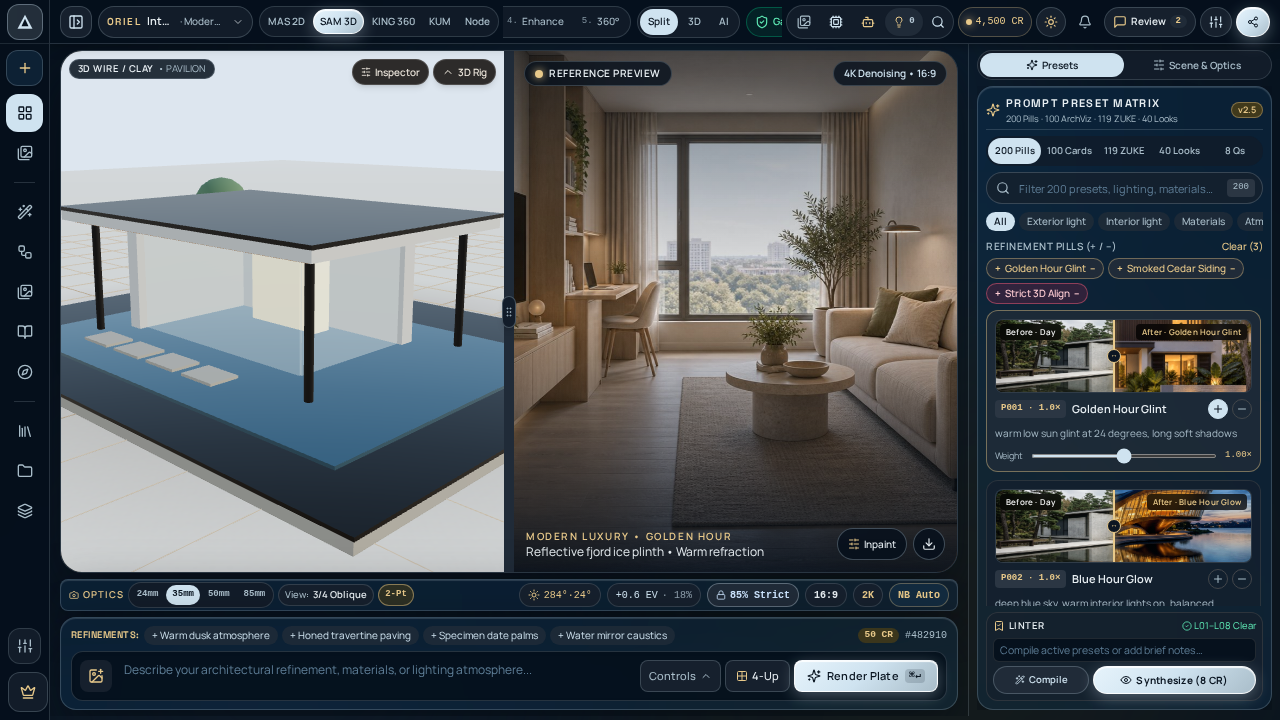 ORIEL Int... · Moder...
MAS 2D SAM 3D KING 360 KUM Node
4. Enhance 5. 360°
Split 3D AI
0
4,500 CR
Review 2
3D WIRE / CLAY • PAVILION
Inspector
3D Rig
REFERENCE PREVIEW
4K Denoising • 16:9
MODERN LUXURY • GOLDEN HOUR
Reflective fjord ice plinth • Warm refraction
Inpaint
OPTICS 24mm 35mm 50mm 85mm View: 3/4 Oblique 2-Pt
284°·24° +0.6 EV · 18% 85% Strict 16:9 2K NB Auto
REFINEMENTS: + Warm dusk atmosphere + Honed travertine paving + Specimen date palms + Water mirror caustics
50 CR #482910
Describe your architectural refinement, materials, or lighting atmosphere...
Controls 4-Up Render Plate ⌘↵
Presets Scene & Optics
PROMPT PRESET MATRIX v2.5
200 Pills · 100 ArchViz · 119 ZUKE · 40 Looks
200 Pills 100 Cards 119 ZUKE 40 Looks 8 Qs
Filter 200 presets, lighting, materials... 200
All Exterior light Interior light Materials Atm
REFINEMENT PILLS (+ / −) Clear (3)
+ Golden Hour Glint − + Smoked Cedar Siding −
+ Strict 3D Align −
Before · Day After · Golden Hour Glint
P001 · 1.0× Golden Hour Glint + −
warm low sun glint at 24 degrees, long soft shadows
Weight 1.00×
Before · Day After · Blue Hour Glow
P002 · 1.0× Blue Hour Glow + −
deep blue sky, warm interior lights on, balanced
LINTER L01–L08 Clear
Compile active presets or add brief notes...
Compile Synthesize (8 CR)